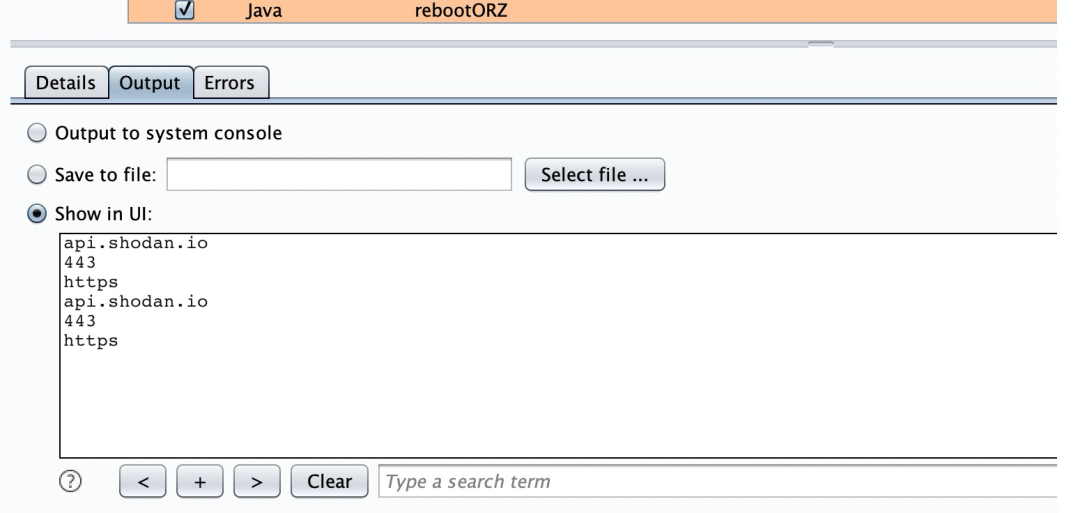 Java rebootORZ
Details Output Errors
Output to system console
Save to file: Select file ...
Show in UI:
api.shodan.io
443
https
api.shodan.io
443
https
? < + > Clear Type a search term